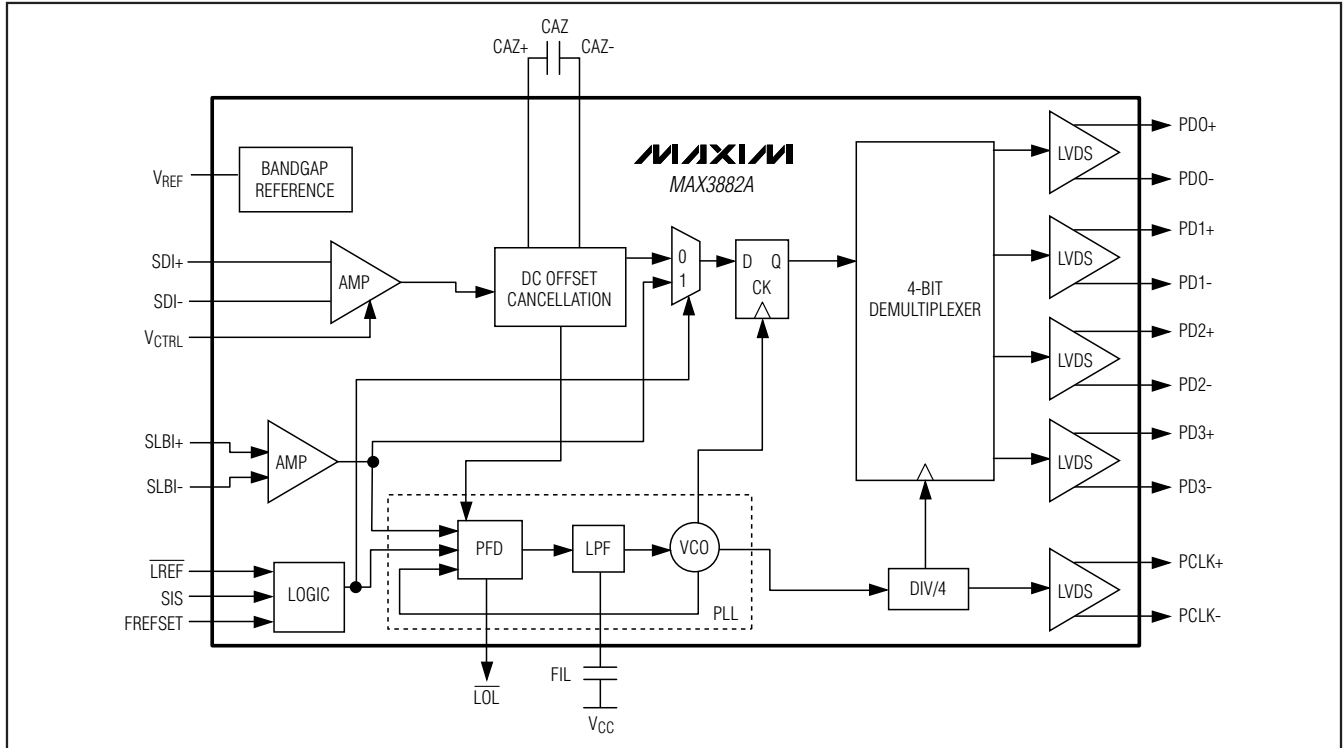 CAZ
CAZ+
CAZ-
MAXIM
MAX3882A
VREF
BANDGAP
REFERENCE
SDI+
SDI-
VCTRL
AMP
DC OFFSET
CANCELLATION
0
1
D Q
CK
4-BIT
DEMULTIPLEXER
LVDS
PD0+
PD0-
LVDS
PD1+
PD1-
LVDS
PD2+
PD2-
LVDS
PD3+
PD3-
SLBI+
SLBI-
AMP
LREF
SIS
FREFSET
LOGIC
PFD
LPF
VCO
PLL
DIV/4
LVDS
PCLK+
PCLK-
LOL
FIL
VCC